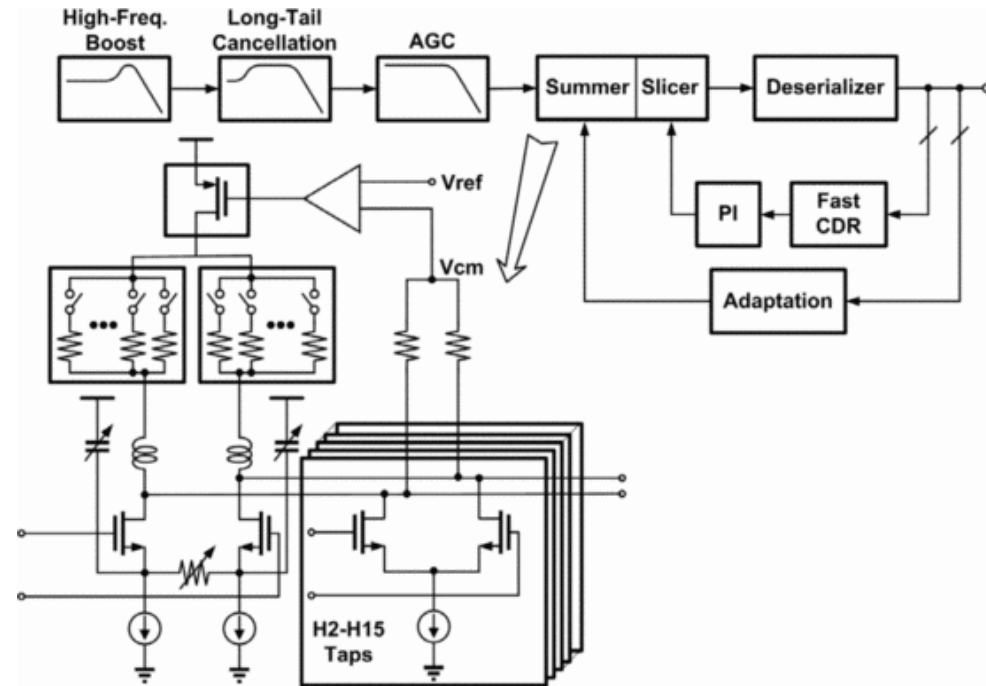 High-Freq.
Boost
Long-Tail
Cancellation
AGC
Summer
Slicer
Deserializer
Vref
PI
Fast
CDR
Vcm
Adaptation
H2-H15
Taps